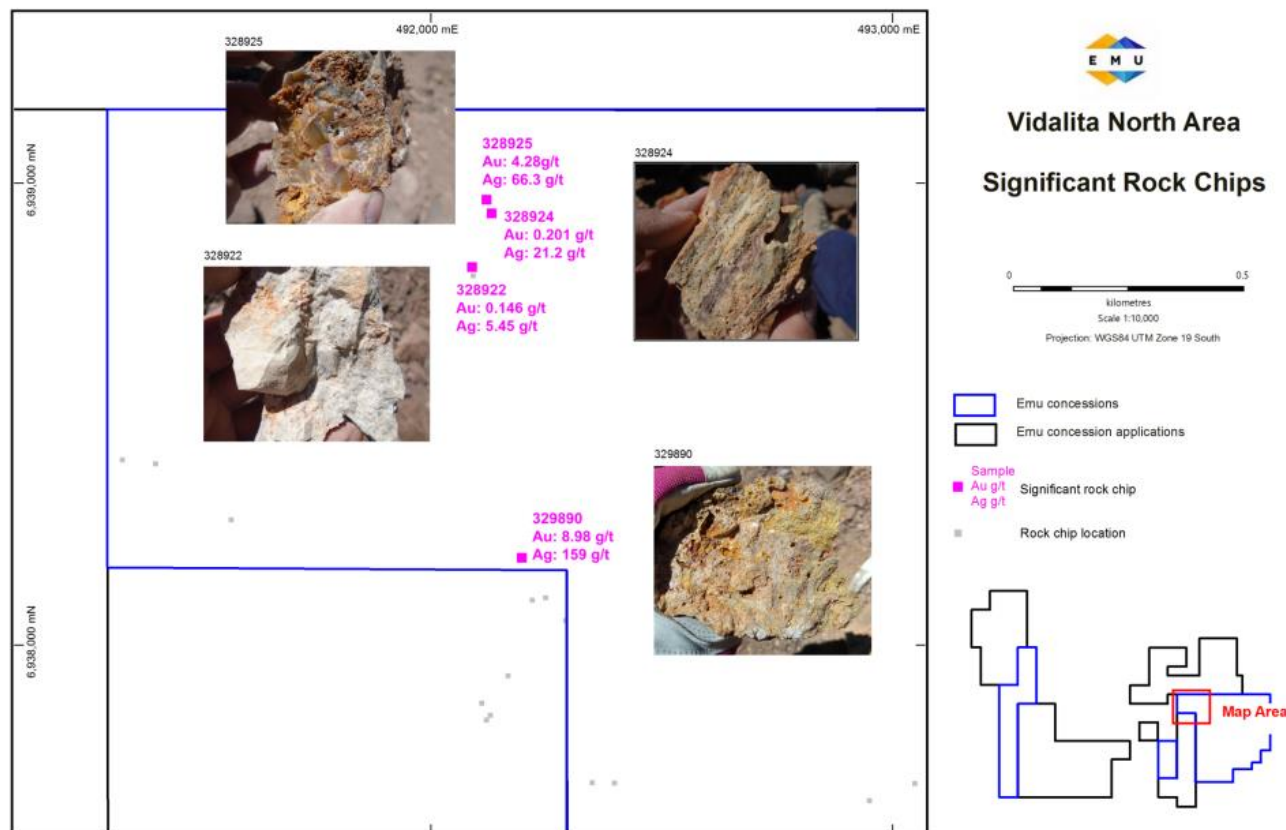 492,000 mE
493,000 mE
6,939,000 mN
6,938,000 mN
328925
328925
Au: 4.28g/t
Ag: 66.3 g/t
328924
328924
Au: 0.201 g/t
Ag: 21.2 g/t
328922
328922
Au: 0.146 g/t
Ag: 5.45 g/t
329890
329890
Au: 8.98 g/t
Ag: 159 g/t
EMU
Vidalita North Area
Significant Rock Chips
0
0.5
kilometres
Scale 1:10,000
Projection: WGS84 UTM Zone 19 South
Emu concessions
Emu concession applications
Sample
Au g/t
Ag g/t
Significant rock chip
Rock chip location
Map Area